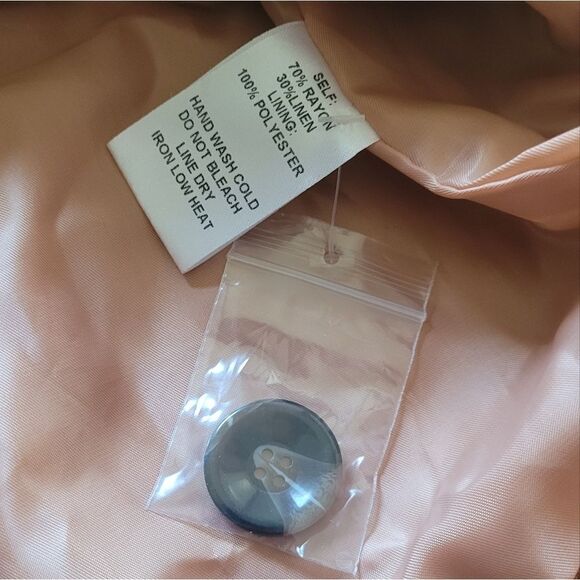 SELF:
70% RAYON
30%LINEN
LINING:
100% POLYESTER
HAND WASH COLD
DO NOT BLEACH
LINE DRY
IRON LOW HEAT